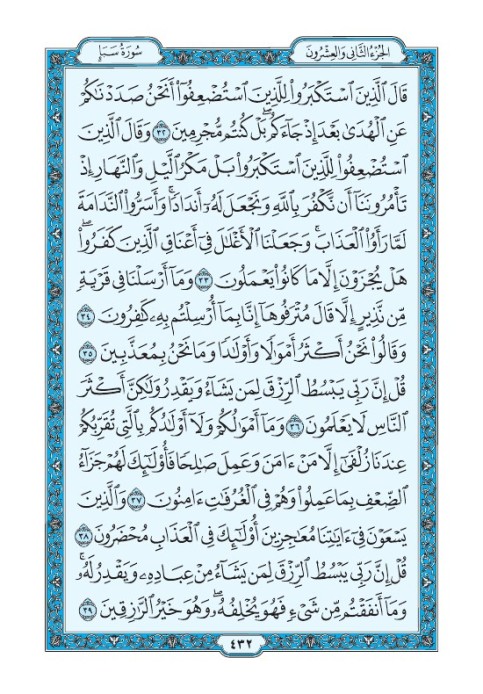 الجُزْءُ الثَّانِي وَالعِشْرُونَ
سُورَةُ سَبَإٍ
قَالَ ٱلَّذِينَ ٱسْتَكْبَرُوا۟ لِلَّذِينَ ٱسْتُضْعِفُوٓا۟ أَنَحْنُ صَدَدْنَٰكُمْ
عَنِ ٱلْهُدَىٰ بَعْدَ إِذْ جَآءَكُم ۖ بَلْ كُنتُم مُّجْرِمِينَ ٣٢ وَقَالَ ٱلَّذِينَ
ٱسْتُضْعِفُوا۟ لِلَّذِينَ ٱسْتَكْبَرُوا۟ بَلْ مَكْرُ ٱلَّيْلِ وَٱلنَّهَارِ إِذْ
تَأْمُرُونَنَآ أَن نَّكْفُرَ بِٱللَّهِ وَنَجْعَلَ لَهُۥٓ أَندَادًا ۚ وَأَسَرُّوا۟ ٱلنَّدَامَةَ
لَمَّا رَأَوُا۟ ٱلْعَذَابَ ۚ وَجَعَلْنَا ٱلْأَغْلَٰلَ فِىٓ أَعْنَاقِ ٱلَّذِينَ كَفَرُوا۟ ۖ
هَلْ يُجْزَوْنَ إِلَّا مَا كَانُوا۟ يَعْمَلُونَ ٣٣ وَمَآ أَرْسَلْنَا فِى قَرْيَةٍ
مِّن نَّذِيرٍ إِلَّا قَالَ مُتْرَفُوهَآ إِنَّا بِمَآ أُرْسِلْتُم بِهِۦ كَٰفِرُونَ ٣٤
وَقَالُوا۟ نَحْنُ أَكْثَرُ أَمْوَٰلًا وَأَوْلَٰدًا وَمَا نَحْنُ بِمُعَذَّبِينَ ٣٥
قُلْ إِنَّ رَبِّى يَبْسُطُ ٱلرِّزْقَ لِمَن يَشَآءُ وَيَقْدِرُ وَلَٰكِنَّ أَكْثَرَ
ٱلنَّاسِ لَا يَعْلَمُونَ ٣٦ وَمَآ أَمْوَٰلُكُمْ وَلَآ أَوْلَٰدُكُم بِٱلَّتِى تُقَرِّبُكُمْ
عِندَنَا زُلْفَىٰٓ إِلَّا مَنْ ءَامَنَ وَعَمِلَ صَٰلِحًا فَأُو۟لَٰٓئِكَ لَهُمْ جَزَآءُ
ٱلضِّعْفِ بِمَا عَمِلُوا۟ وَهُمْ فِى ٱلْغُرُفَٰتِ ءَامِنُونَ ٣٧ وَٱلَّذِينَ
يَسْعَوْنَ فِىٓ ءَايَٰتِنَا مُعَٰجِزِينَ أُو۟لَٰٓئِكَ فِى ٱلْعَذَابِ مُحْضَرُونَ ٣٨
قُلْ إِنَّ رَبِّى يَبْسُطُ ٱلرِّزْقَ لِمَن يَشَآءُ مِنْ عِبَادِهِۦ وَيَقْدِرُ لَهُۥ ۚ
وَمَآ أَنفَقْتُم مِّن شَىْءٍ فَهُوَ يُخْلِفُهُۥ ۖ وَهُوَ خَيْرُ ٱلرَّٰزِقِينَ ٣٩
٤٣٢